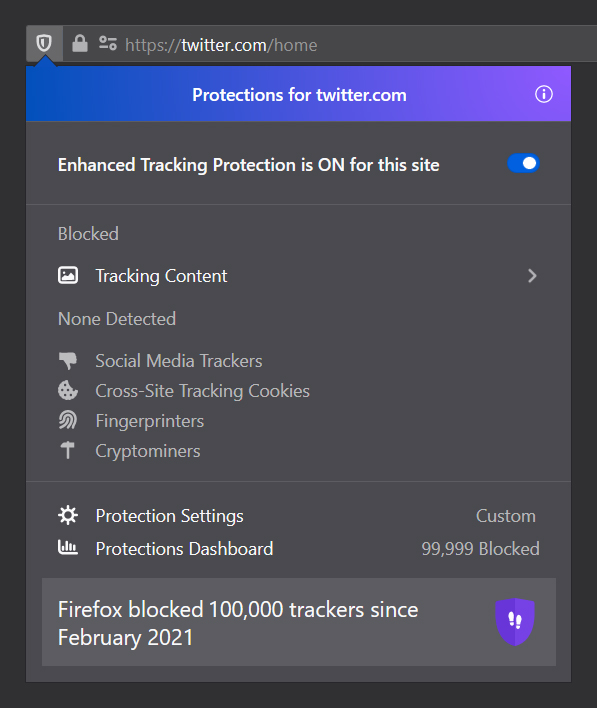 https://twitter.com/home
Protections for twitter.com
Enhanced Tracking Protection is ON for this site
Blocked
Tracking Content
None Detected
Social Media Trackers
Cross-Site Tracking Cookies
Fingerprinters
Cryptominers
Protection Settings Custom
Protections Dashboard 99,999 Blocked
Firefox blocked 100,000 trackers since
February 2021